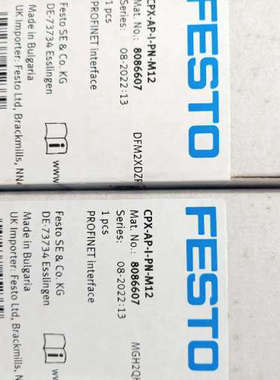 FESTO
CPX-AP-I-PN-M12
Mat. No.: 8086607
Series: 08-2022:13
1 pcs
PROFINET interface
Festo SE & Co. KG
DE-73734 Esslingen
Made in Bulgaria
UK Importer: Festo Ltd, Brackmills,
FESTO
CPX-AP-I-PN-M12
Mat. No.: 8086607
Series: 08-2022:13
1 pcs
PROFINET interface
Festo SE & Co. KG
DE-73734 Esslingen
Made in Bulgaria
UK Importer: Festo Ltd, Brackmills,